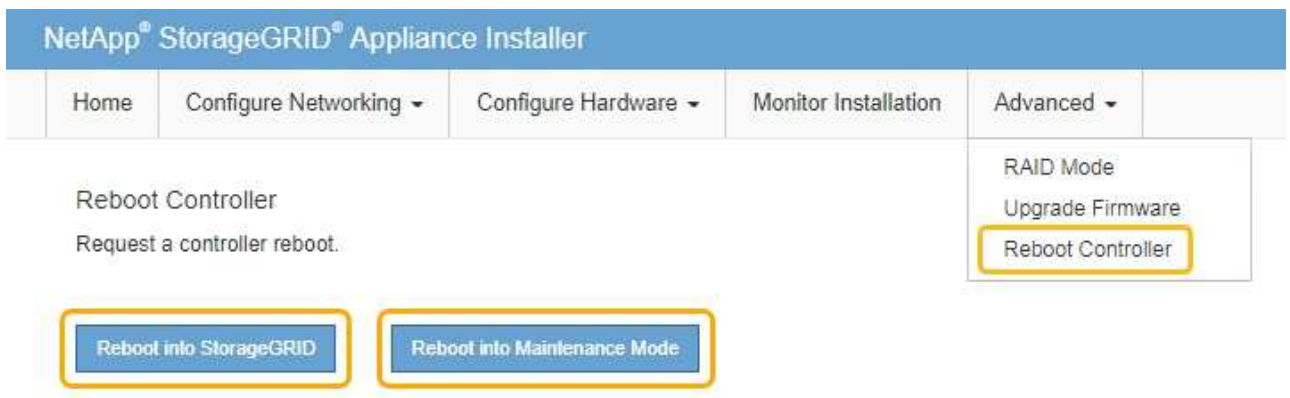 NetApp® StorageGRID® Appliance Installer
Home Configure Networking Configure Hardware Monitor Installation Advanced
RAID Mode
Upgrade Firmware
Reboot Controller
Reboot Controller
Request a controller reboot.
Reboot into StorageGRID Reboot into Maintenance Mode